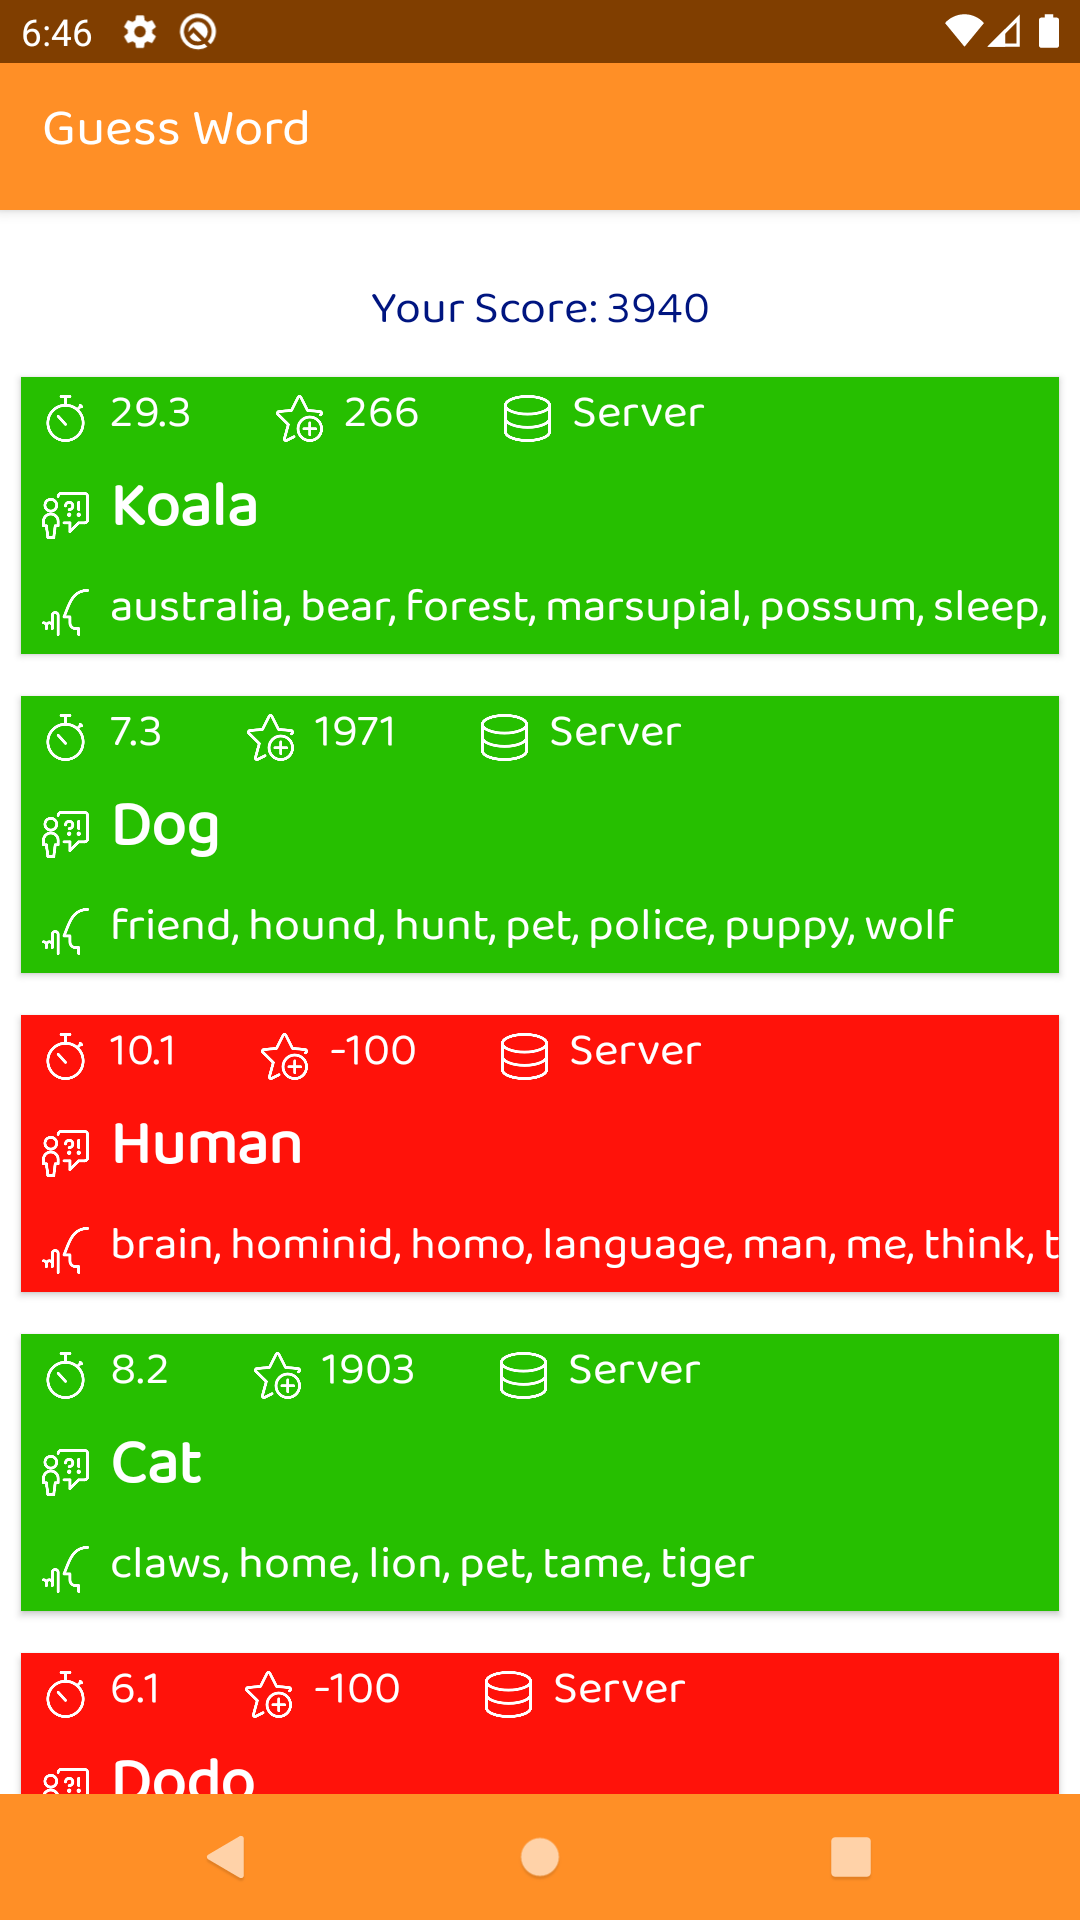 6:46
Guess Word
Your Score: 3940
29.3 266 Server
Koala
australia, bear, forest, marsupial, possum, sleep,
7.3 1971 Server
Dog
friend, hound, hunt, pet, police, puppy, wolf
10.1 -100 Server
Human
brain, hominid, homo, language, man, me, think, t
8.2 1903 Server
Cat
claws, home, lion, pet, tame, tiger
6.1 -100 Server
Dodo